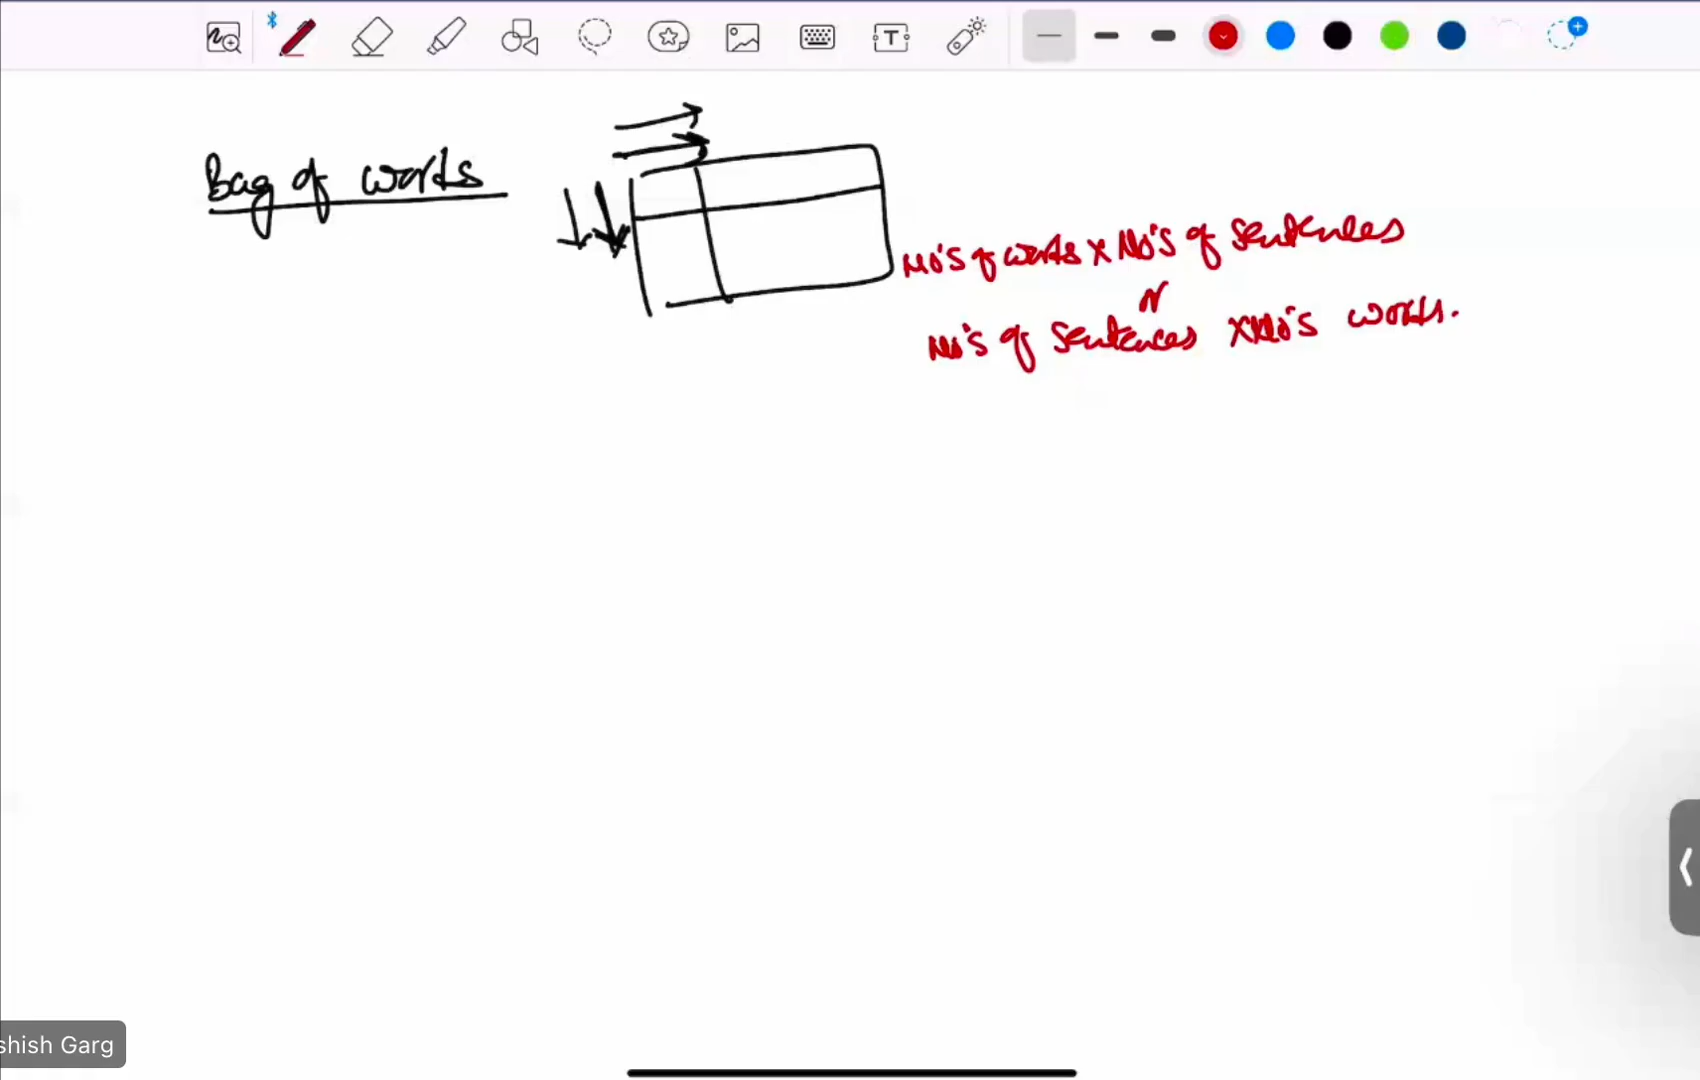 Bag of words
No's of words x No's of sentences
or
No's of sentences x No's words.
shish Garg